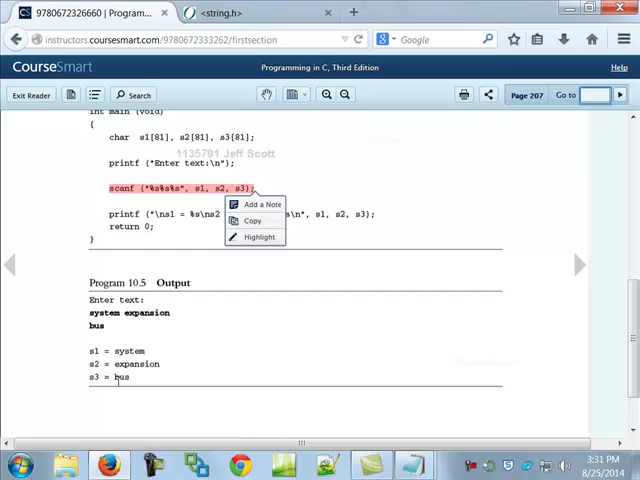 9780672326660 | Program...
<string.h>
instructors.coursesmart.com/9780672333262/firstsection
Google
CourseSmart
Programming in C, Third Edition
Help
Exit Reader
Search
Page 207
Go to
int main (void)
{
char s1[81], s2[81], s3[81];
1135791 Jeff Scott
printf ("Enter text:\n");
scanf ("%s%s%s", s1, s2, s3);
Add a Note
printf ("\ns1 = %s\ns2 s\n", s1, s2, s3);
Copy
return 0;
Highlight
}
Program 10.5 Output
Enter text:
system expansion
bus
s1 = system
s2 = expansion
s3 = bus
3:31 PM
8/25/2014